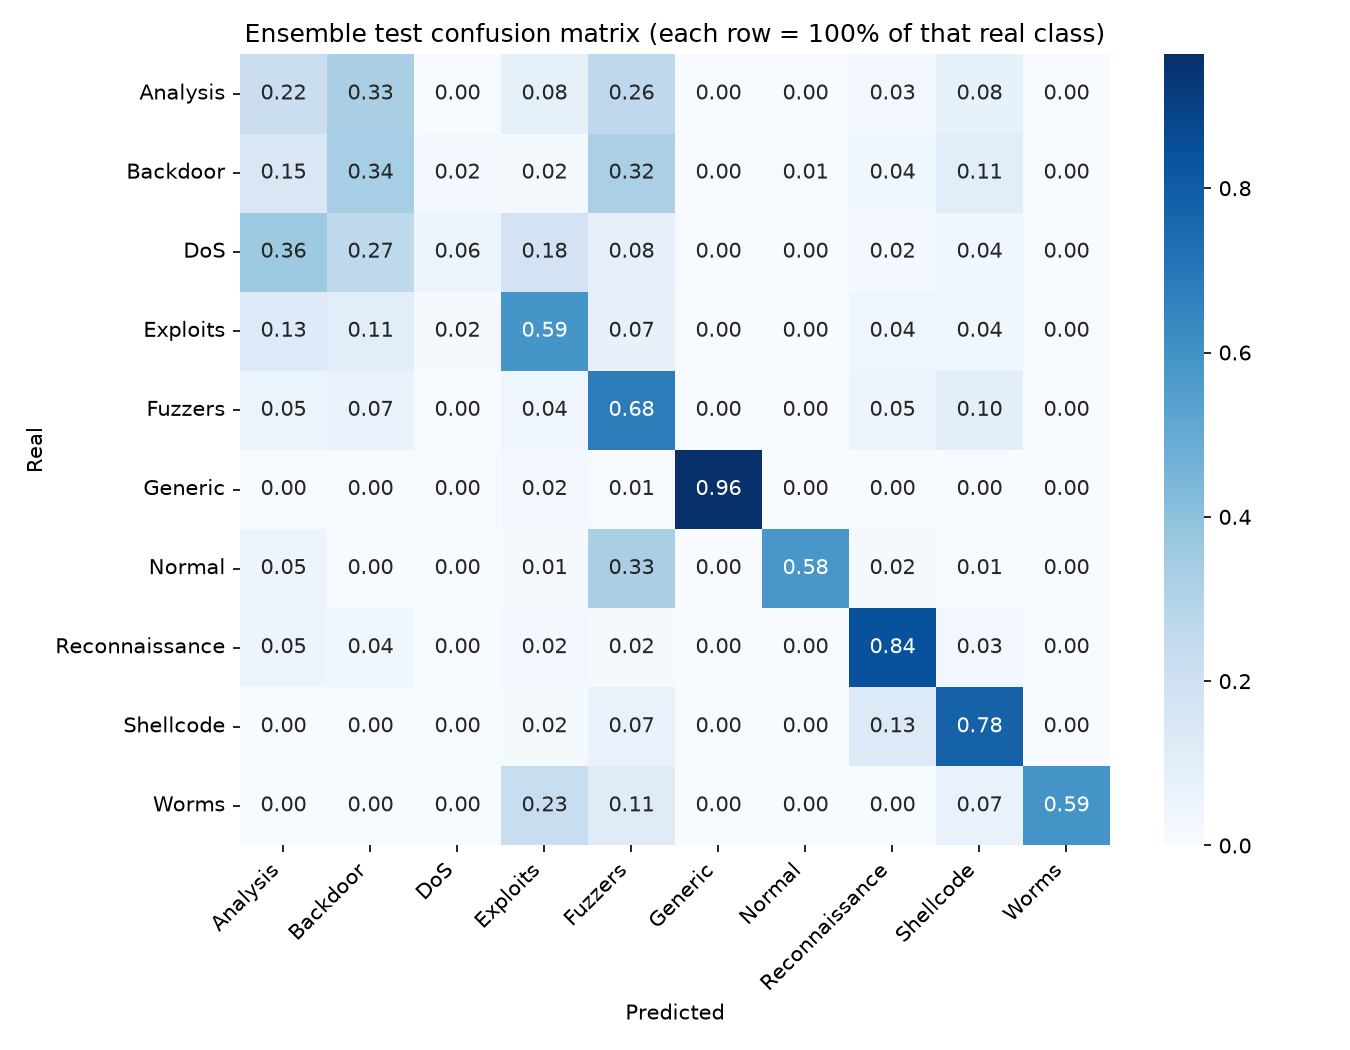 Ensemble test confusion matrix (each row = 100% of that real class)
Analysis 0.22 0.33 0.00 0.08 0.26 0.00 0.00 0.03 0.08 0.00
Backdoor 0.15 0.34 0.02 0.02 0.32 0.00 0.01 0.04 0.11 0.00
DoS 0.36 0.27 0.06 0.18 0.08 0.00 0.00 0.02 0.04 0.00
Exploits 0.13 0.11 0.02 0.59 0.07 0.00 0.00 0.04 0.04 0.00
Fuzzers 0.05 0.07 0.00 0.04 0.68 0.00 0.00 0.05 0.10 0.00
Generic 0.00 0.00 0.00 0.02 0.01 0.96 0.00 0.00 0.00 0.00
Normal 0.05 0.00 0.00 0.01 0.33 0.00 0.58 0.02 0.01 0.00
Reconnaissance 0.05 0.04 0.00 0.02 0.02 0.00 0.00 0.84 0.03 0.00
Shellcode 0.00 0.00 0.00 0.02 0.07 0.00 0.00 0.13 0.78 0.00
Worms 0.00 0.00 0.00 0.23 0.11 0.00 0.00 0.00 0.07 0.59
Real
Analysis Backdoor DoS Exploits Fuzzers Generic Normal Reconnaissance Shellcode Worms
Predicted
0.8
0.6
0.4
0.2
0.0